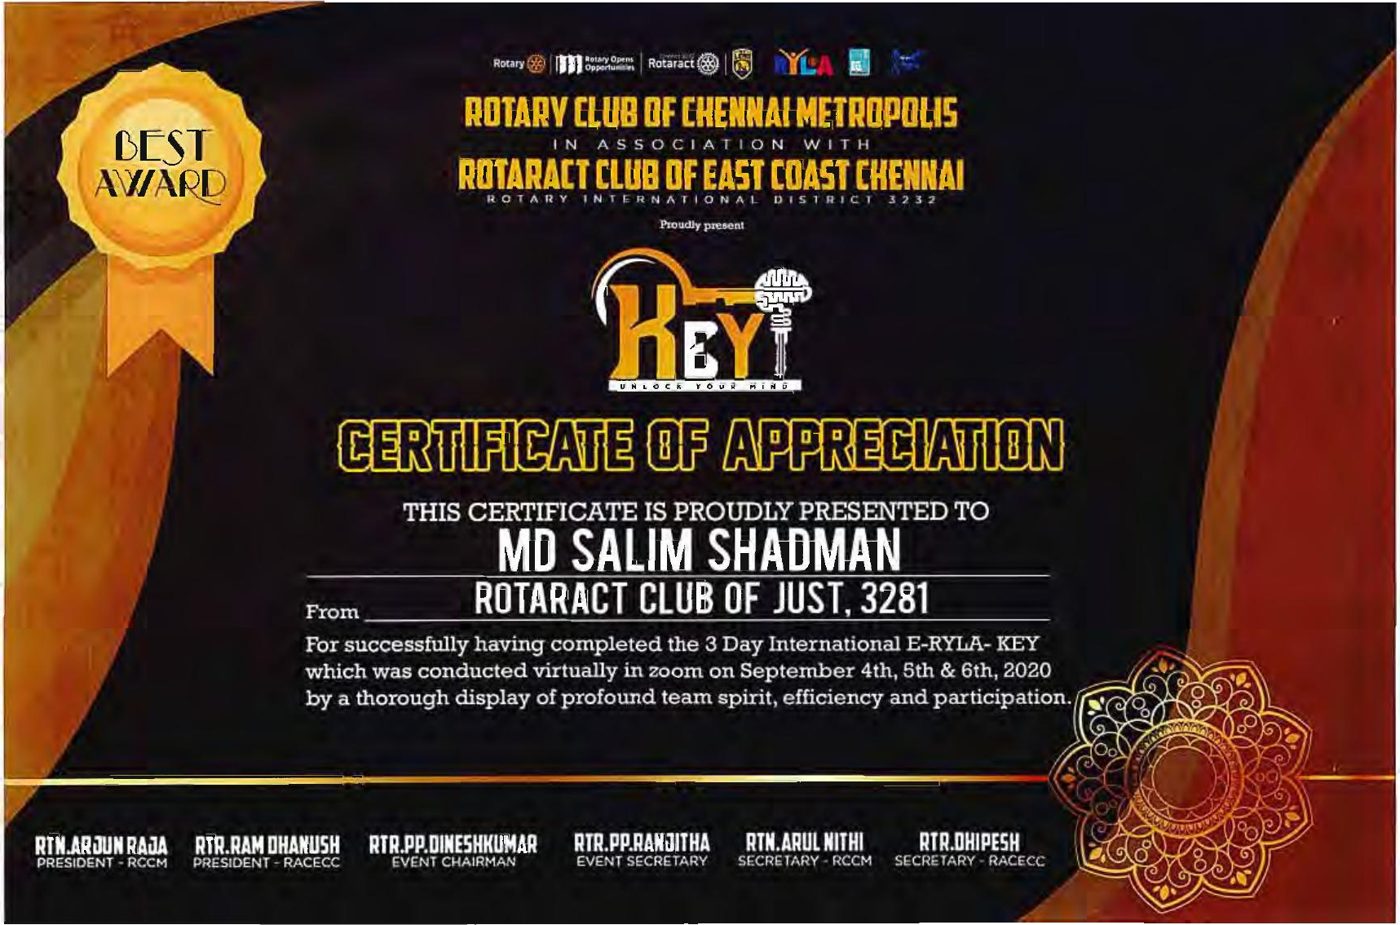 BEST
AWARD
Rotary
Rotary Opens
Opportunities
Rotaract
RYLA
ROTARY CLUB OF CHENNAI METROPOLIS
IN ASSOCIATION WITH
ROTARACT CLUB OF EAST COAST CHENNAI
ROTARY INTERNATIONAL DISTRICT 3232
Proudly present
KEY
UNLOCK YOUR MIND
CERTIFICATE OF APPRECIATION
THIS CERTIFICATE IS PROUDLY PRESENTED TO
MD SALIM SHADMAN
From ROTARACT CLUB OF JUST, 3281
For successfully having completed the 3 Day International E-RYLA- KEY
which was conducted virtually in zoom on September 4th, 5th & 6th, 2020
by a thorough display of profound team spirit, efficiency and participation.
RTN.ARJUN RAJA RTR.RAM DHANUSH RTR.PP.DINESHKUMAR RTR.PP.RANJITHA RTN.ARUL NITHI RTR.DHIPESH
PRESIDENT - RCCM PRESIDENT - RACECC EVENT CHAIRMAN EVENT SECRETARY SECRETARY - RCCM SECRETARY - RACECC